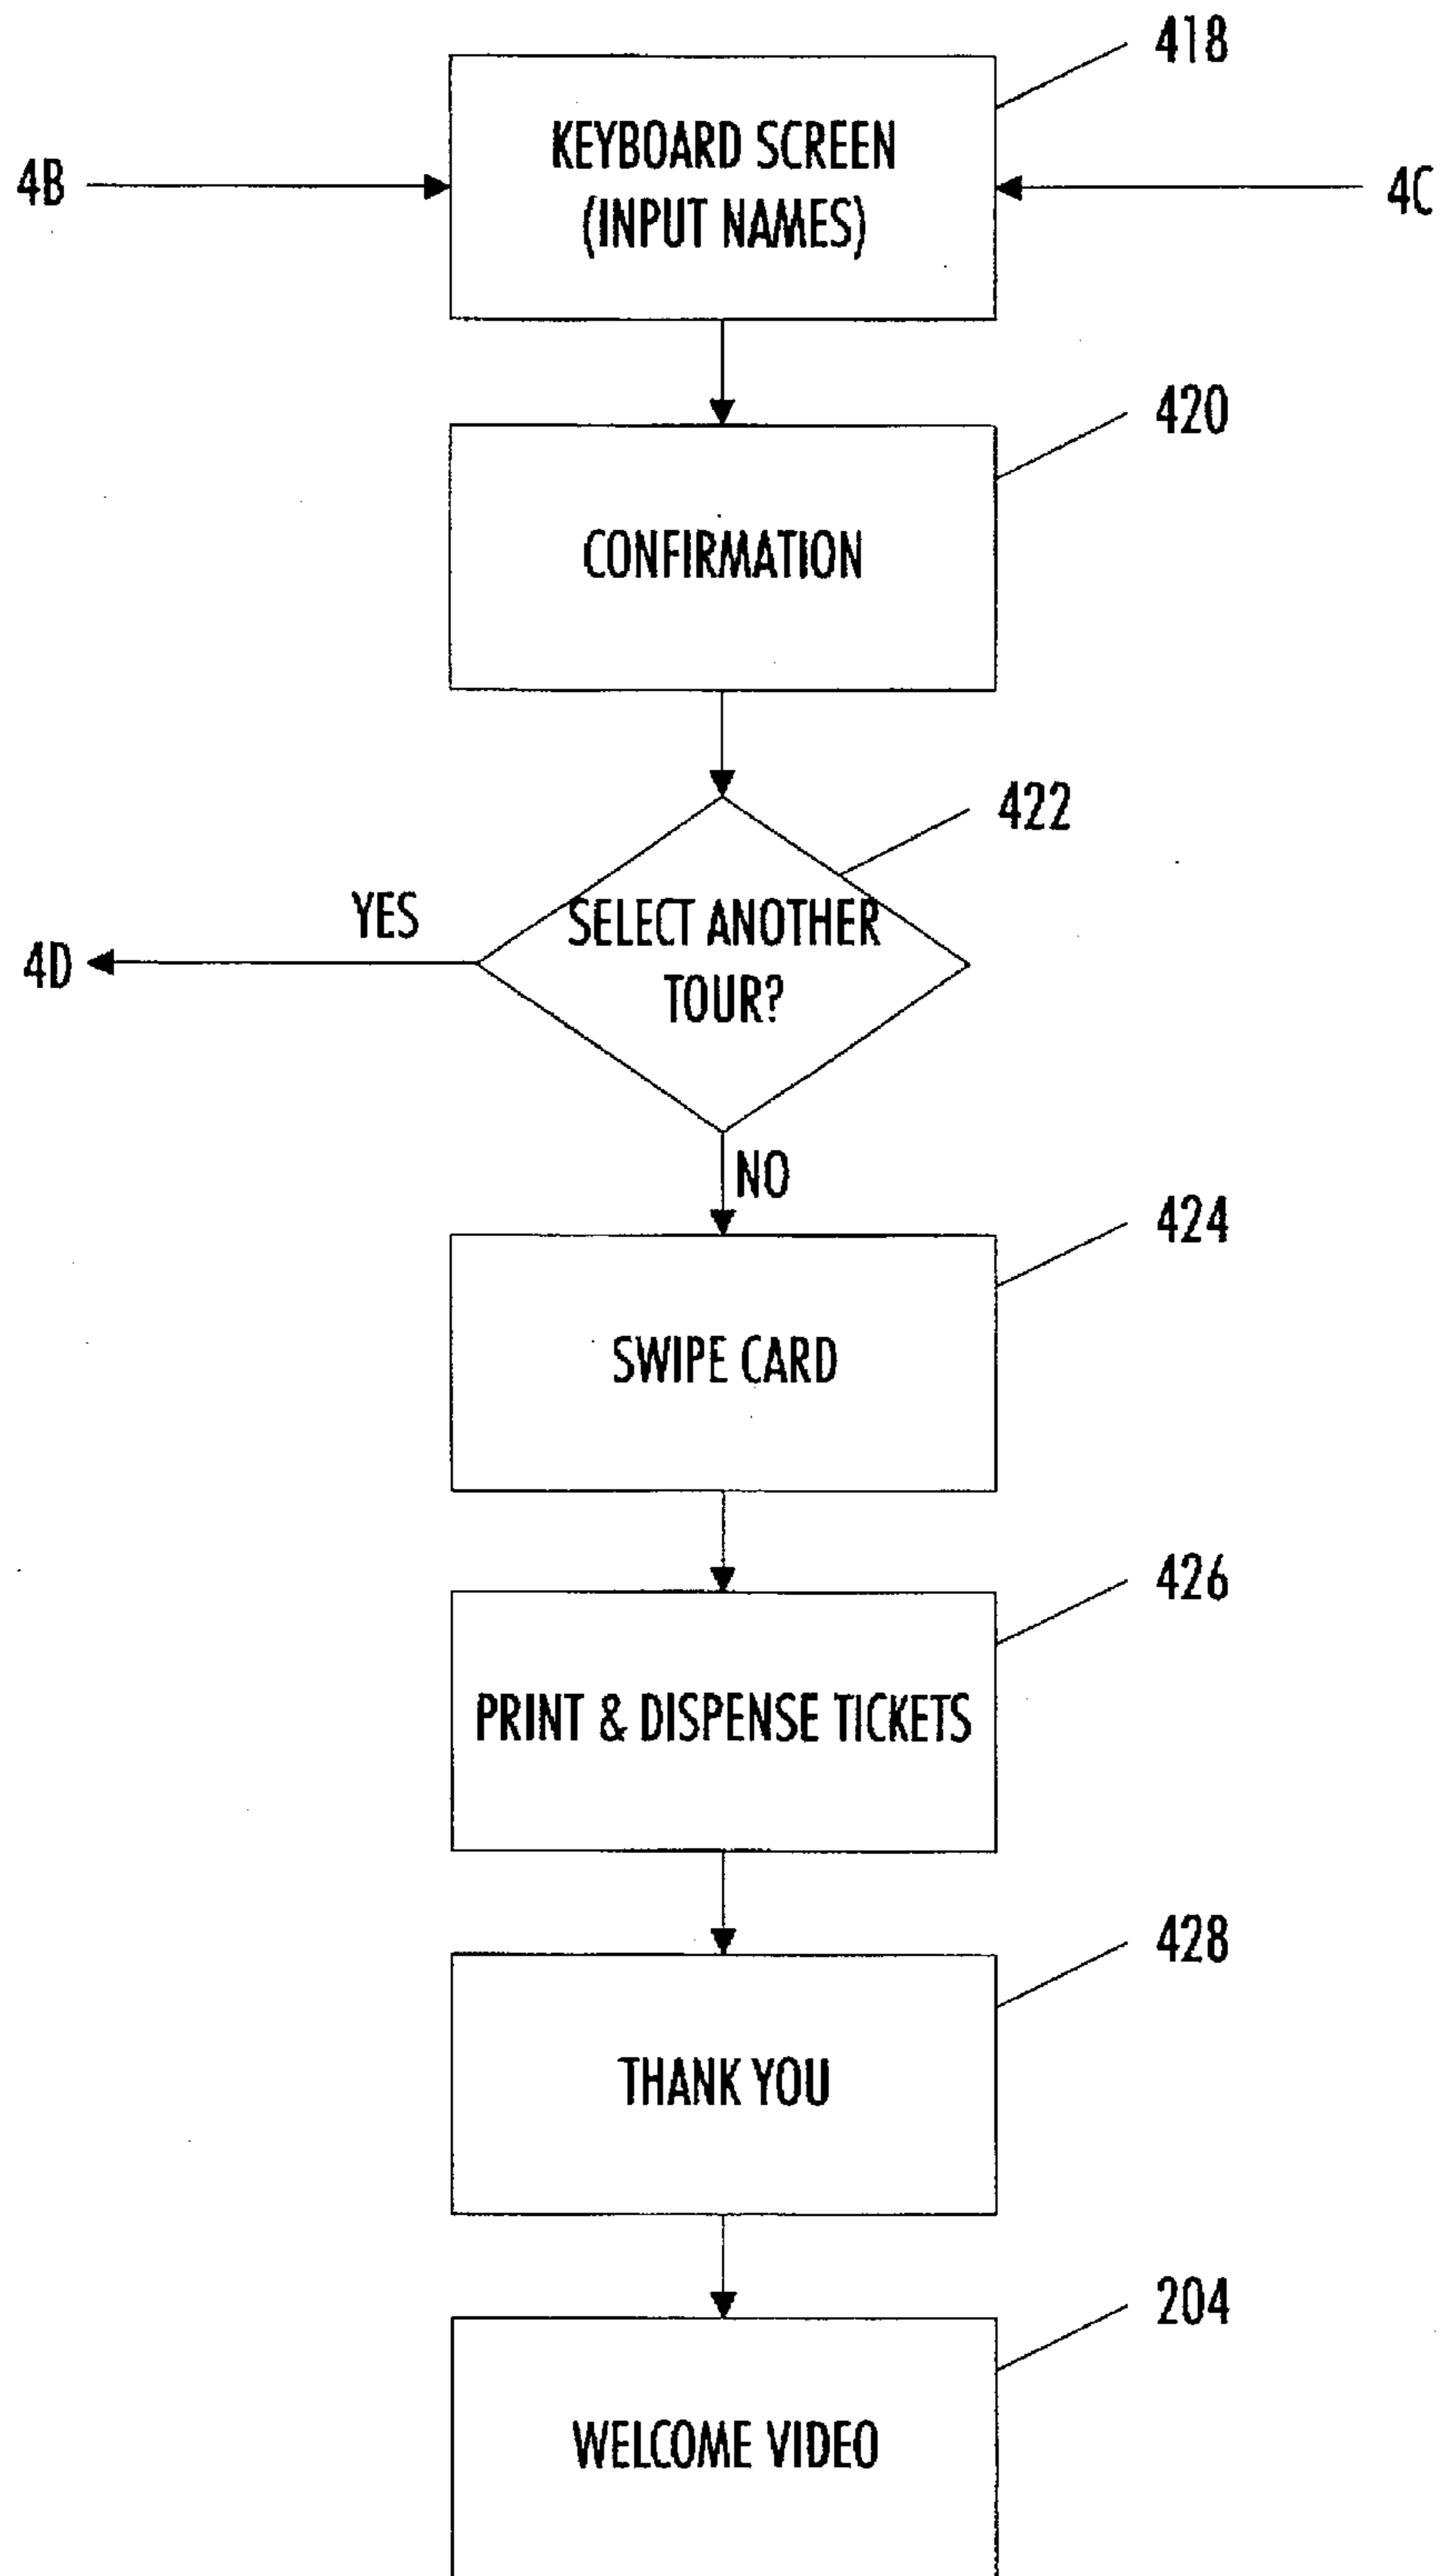 418
KEYBOARD SCREEN
(INPUT NAMES)
4B
4C
420
CONFIRMATION
422
SELECT ANOTHER
TOUR?
YES
4D
NO
424
SWIPE CARD
426
PRINT & DISPENSE TICKETS
428
THANK YOU
204
WELCOME VIDEO